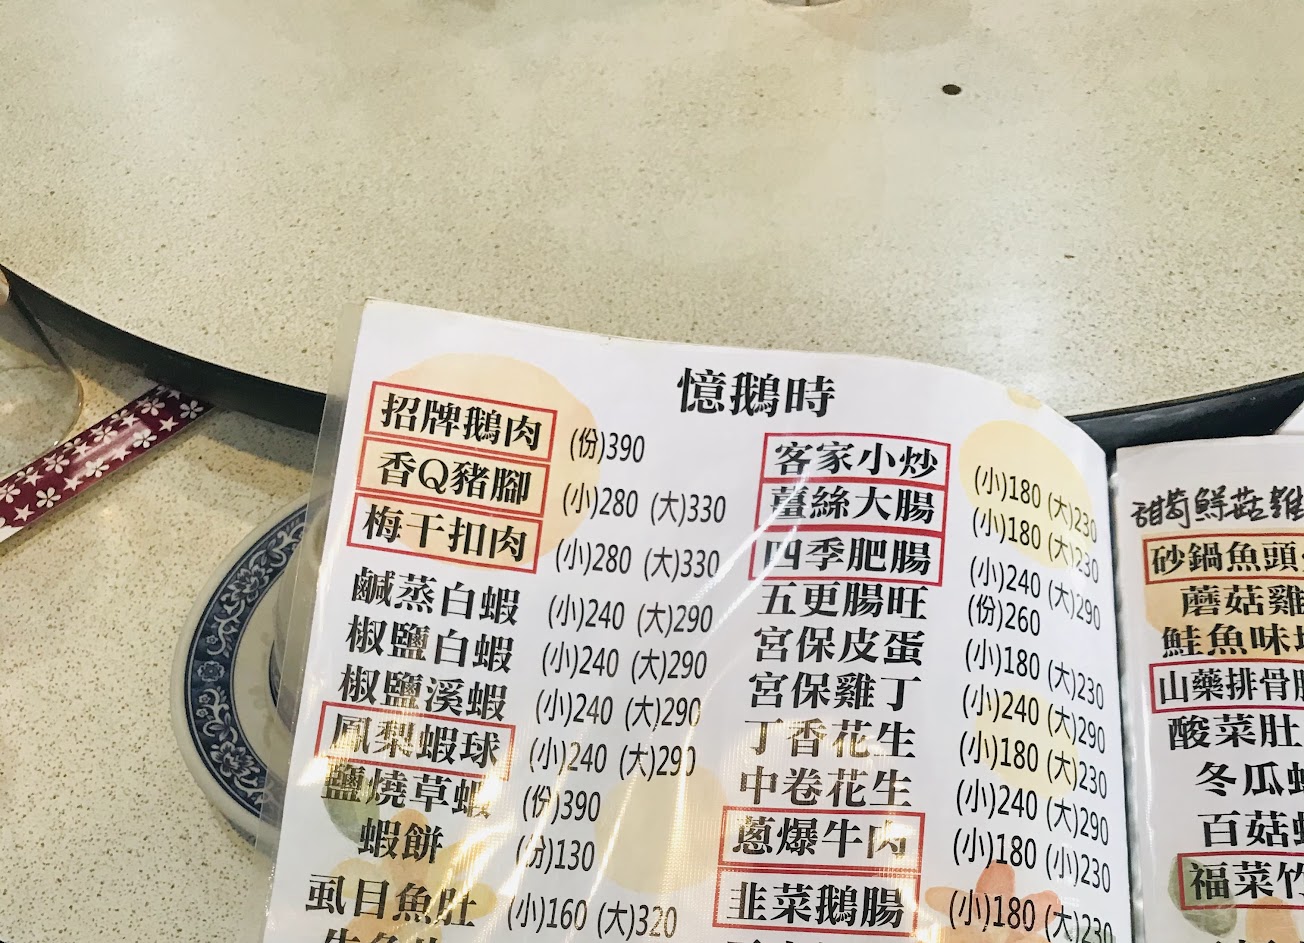 憶鵝時
招牌鵝肉 (份)390
香Q豬腳 (小)280 (大)330
梅干扣肉 (小)280 (大)330
鹹蒸白蝦 (小)240 (大)290
椒鹽白蝦 (小)240 (大)290
椒鹽溪蝦 (小)240 (大)290
鳳梨蝦球 (小)240 (大)290
鹽燒草蝦 (份)390
蝦餅 (份)130
虱目魚肚 (小)160 (大)320
客家小炒 (小)180 (大)230
薑絲大腸 (小)180 (大)230
四季肥腸 (小)240 (大)290
五更腸旺 (份)260
宮保皮蛋 (小)180 (大)230
宮保雞丁 (小)240 (大)290
丁香花生 (小)180 (大)230
中卷花生 (小)240 (大)290
蔥爆牛肉 (小)180 (小)230
韭菜鵝腸 (小)180 (大)230
甜筍鮮菇雞
砂鍋魚頭
蘑菇雞
鮭魚味
山藥排骨
酸菜肚
冬瓜
百菇
福菜竹